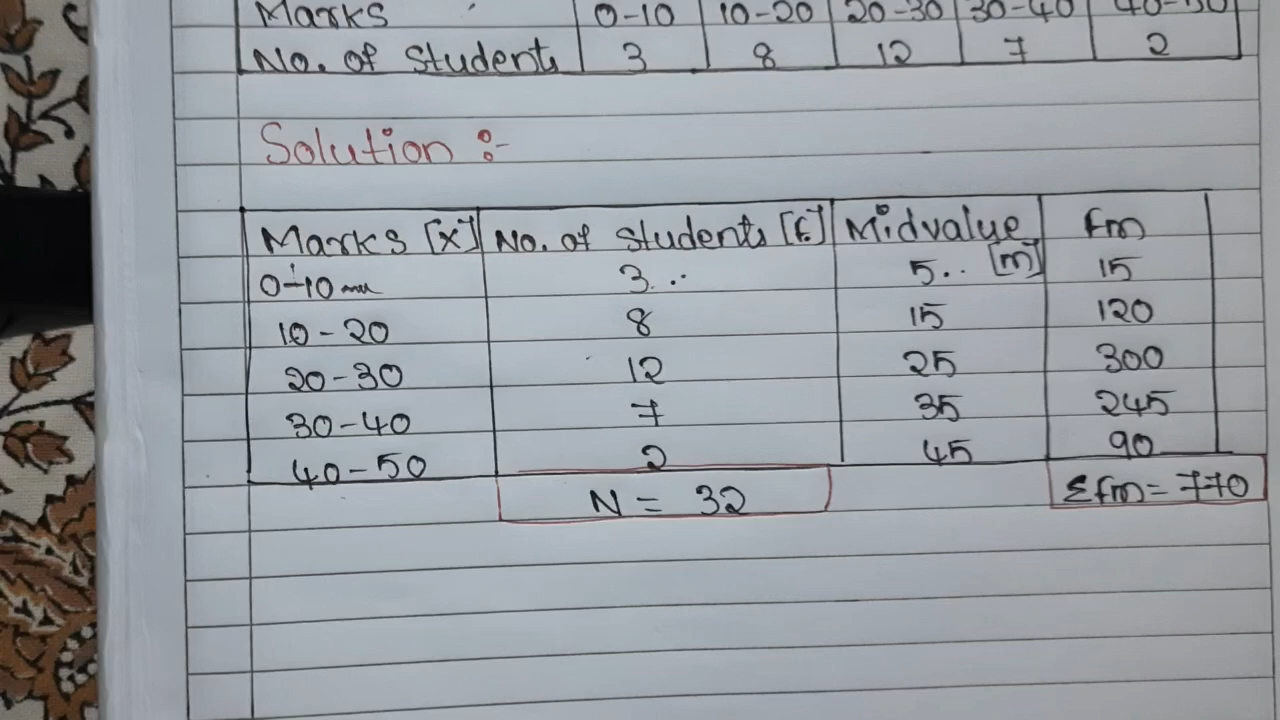 Marks 0-10 10-20 20-30 30-40 40-50
No. of Students 3 8 12 7 2
Solution :-
Marks [X] No. of Students [f] Midvalue [m] fm
0-10 3 5 15
10-20 8 15 120
20-30 12 25 300
30-40 7 35 245
40-50 2 45 90
N = 32 Σfm = 770